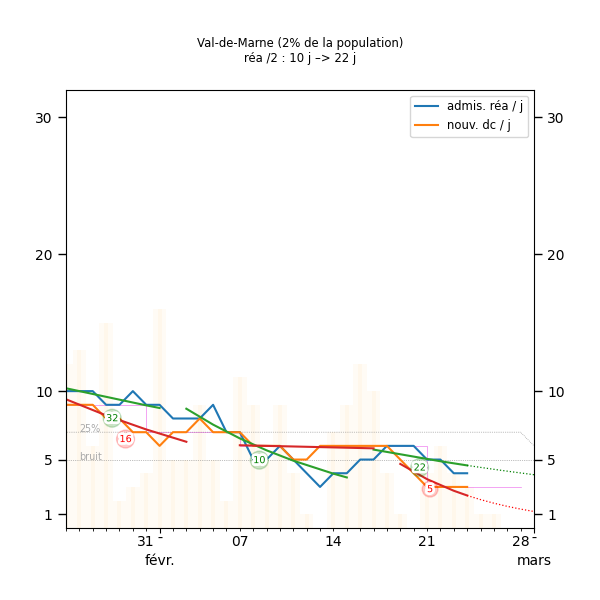 Val-de-Marne (2% de la population)
réa /2 : 10 j –> 22 j
admis. réa / j
nouv. dc / j
30 30
20 20
10 10
32
25%
16
bruit
10
22
5 5
5
1 1
31 07 14 21 28
févr. mars